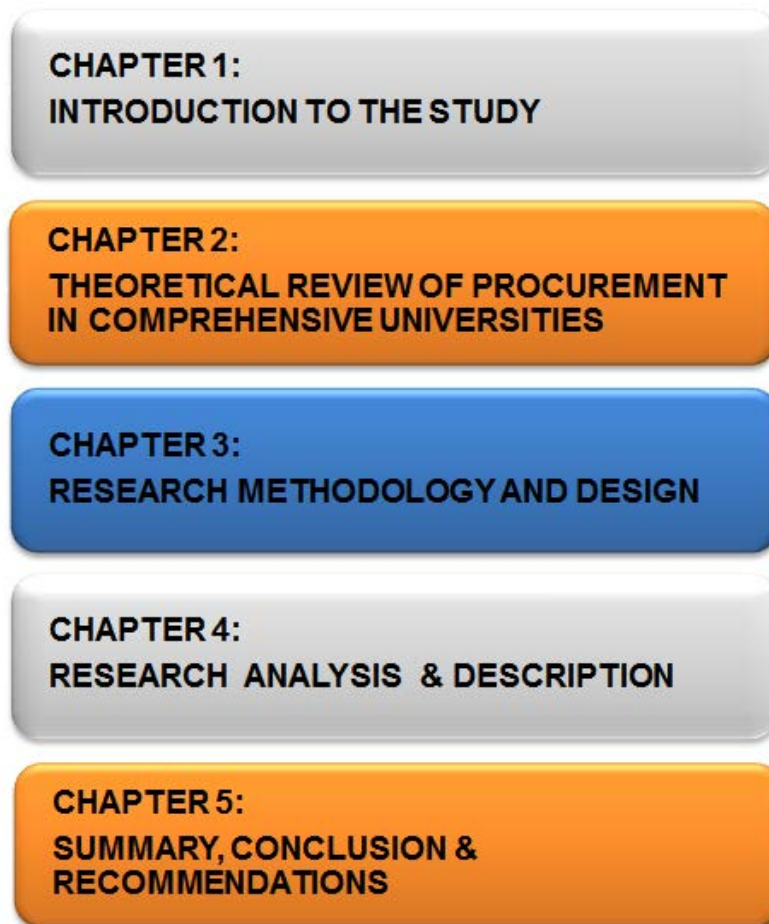 CHAPTER 1:
INTRODUCTION TO THE STUDY
CHAPTER 2:
THEORETICAL REVIEW OF PROCUREMENT
IN COMPREHENSIVE UNIVERSITIES
CHAPTER 3:
RESEARCH METHODOLOGY AND DESIGN
CHAPTER 4:
RESEARCH ANALYSIS & DESCRIPTION
CHAPTER 5:
SUMMARY, CONCLUSION &
RECOMMENDATIONS